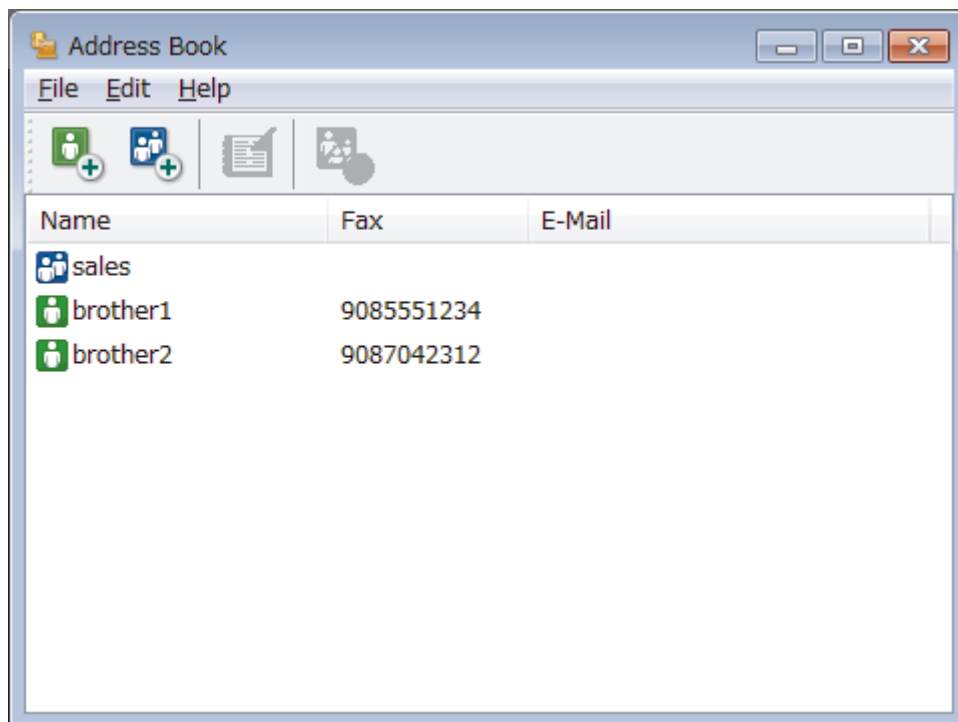 Address Book
File Edit Help
Name Fax E-Mail
sales
brother1 9085551234
brother2 9087042312